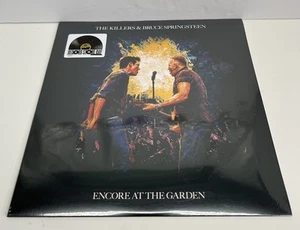 THE KILLERS & BRUCE SPRINGSTEEN
ENCORE AT THE GARDEN